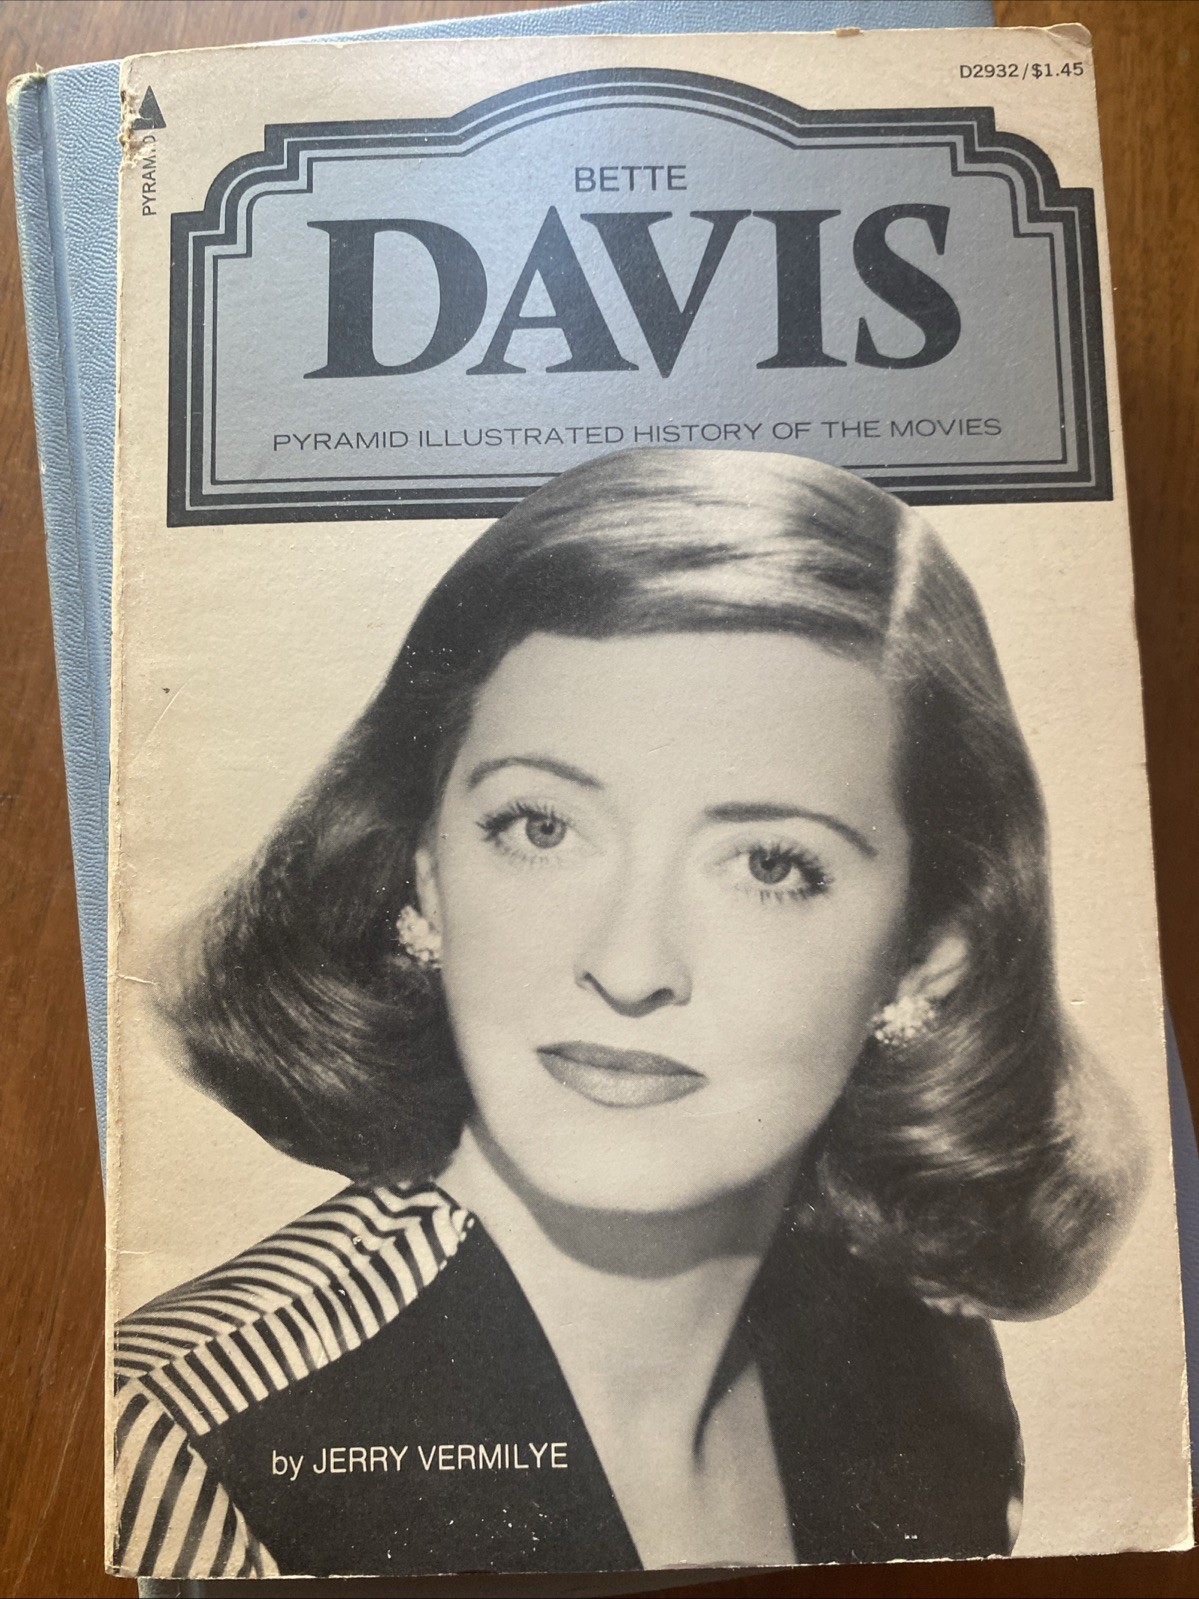 D2932/$1.45
PYRAMID
BETTE
DAVIS
PYRAMID ILLUSTRATED HISTORY OF THE MOVIES
by JERRY VERMILYE